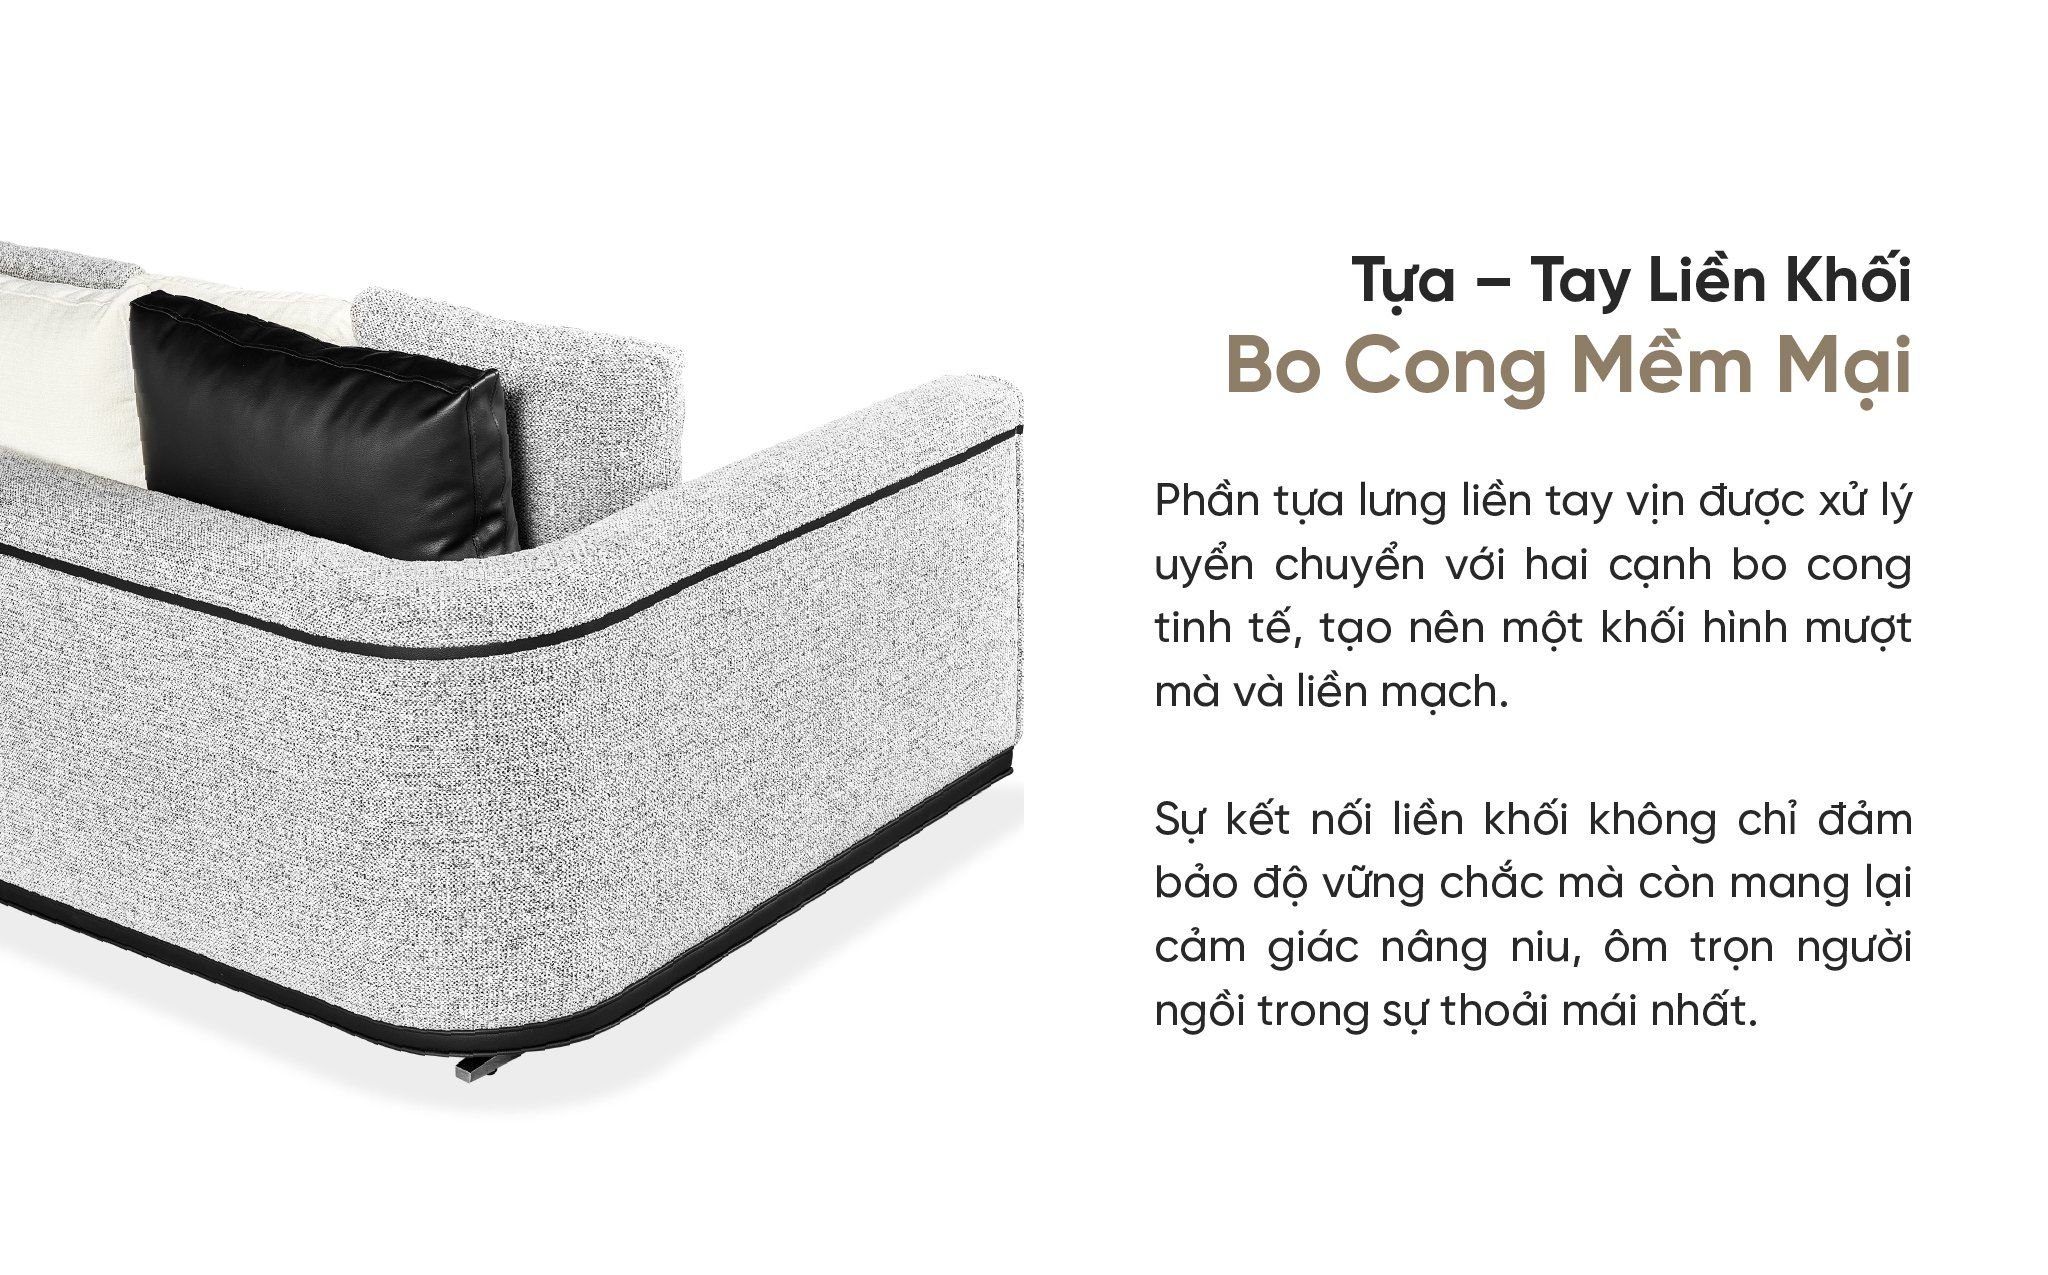 Tựa – Tay Liền Khối
Bo Cong Mềm Mại
Phần tựa lưng liền tay vịn được xử lý
uyển chuyển với hai cạnh bo cong
tinh tế, tạo nên một khối hình mượt
mà và liền mạch.
Sự kết nối liền khối không chỉ đảm
bảo độ vững chắc mà còn mang lại
cảm giác nâng niu, ôm trọn người
ngồi trong sự thoải mái nhất.